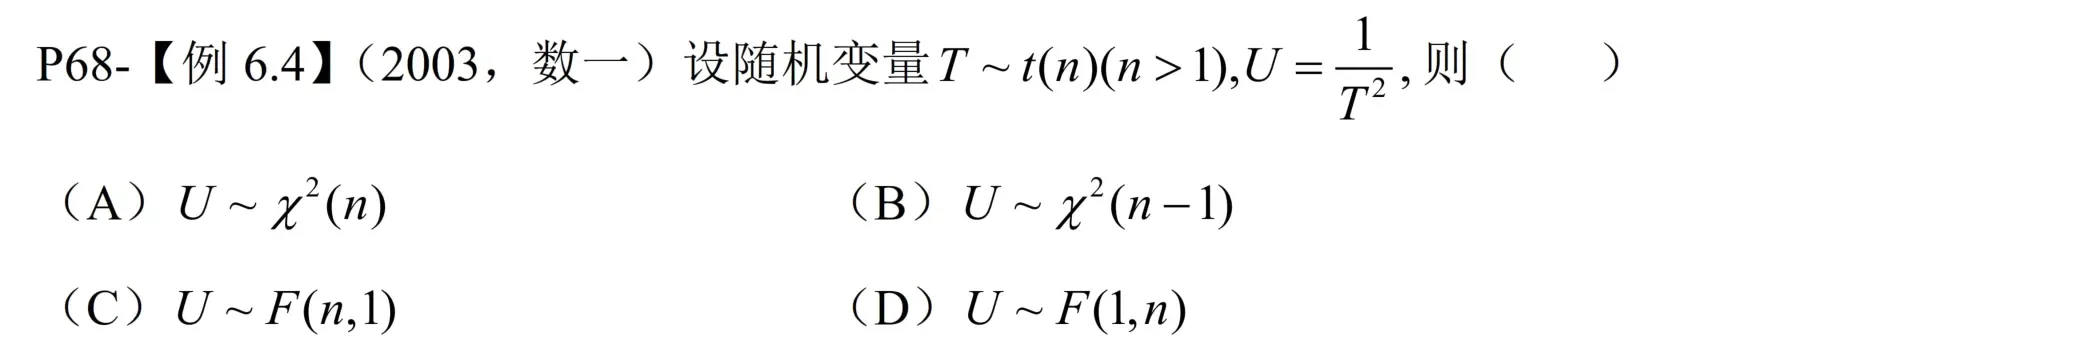 P68-【例 6.4】（2003，数一）设随机变量 T ~ t(n)(n > 1), U = 1/T², 则（    ）
（A）U ~ χ²(n)    （B）U ~ χ²(n − 1)
（C）U ~ F(n,1)    （D）U ~ F(1,n)